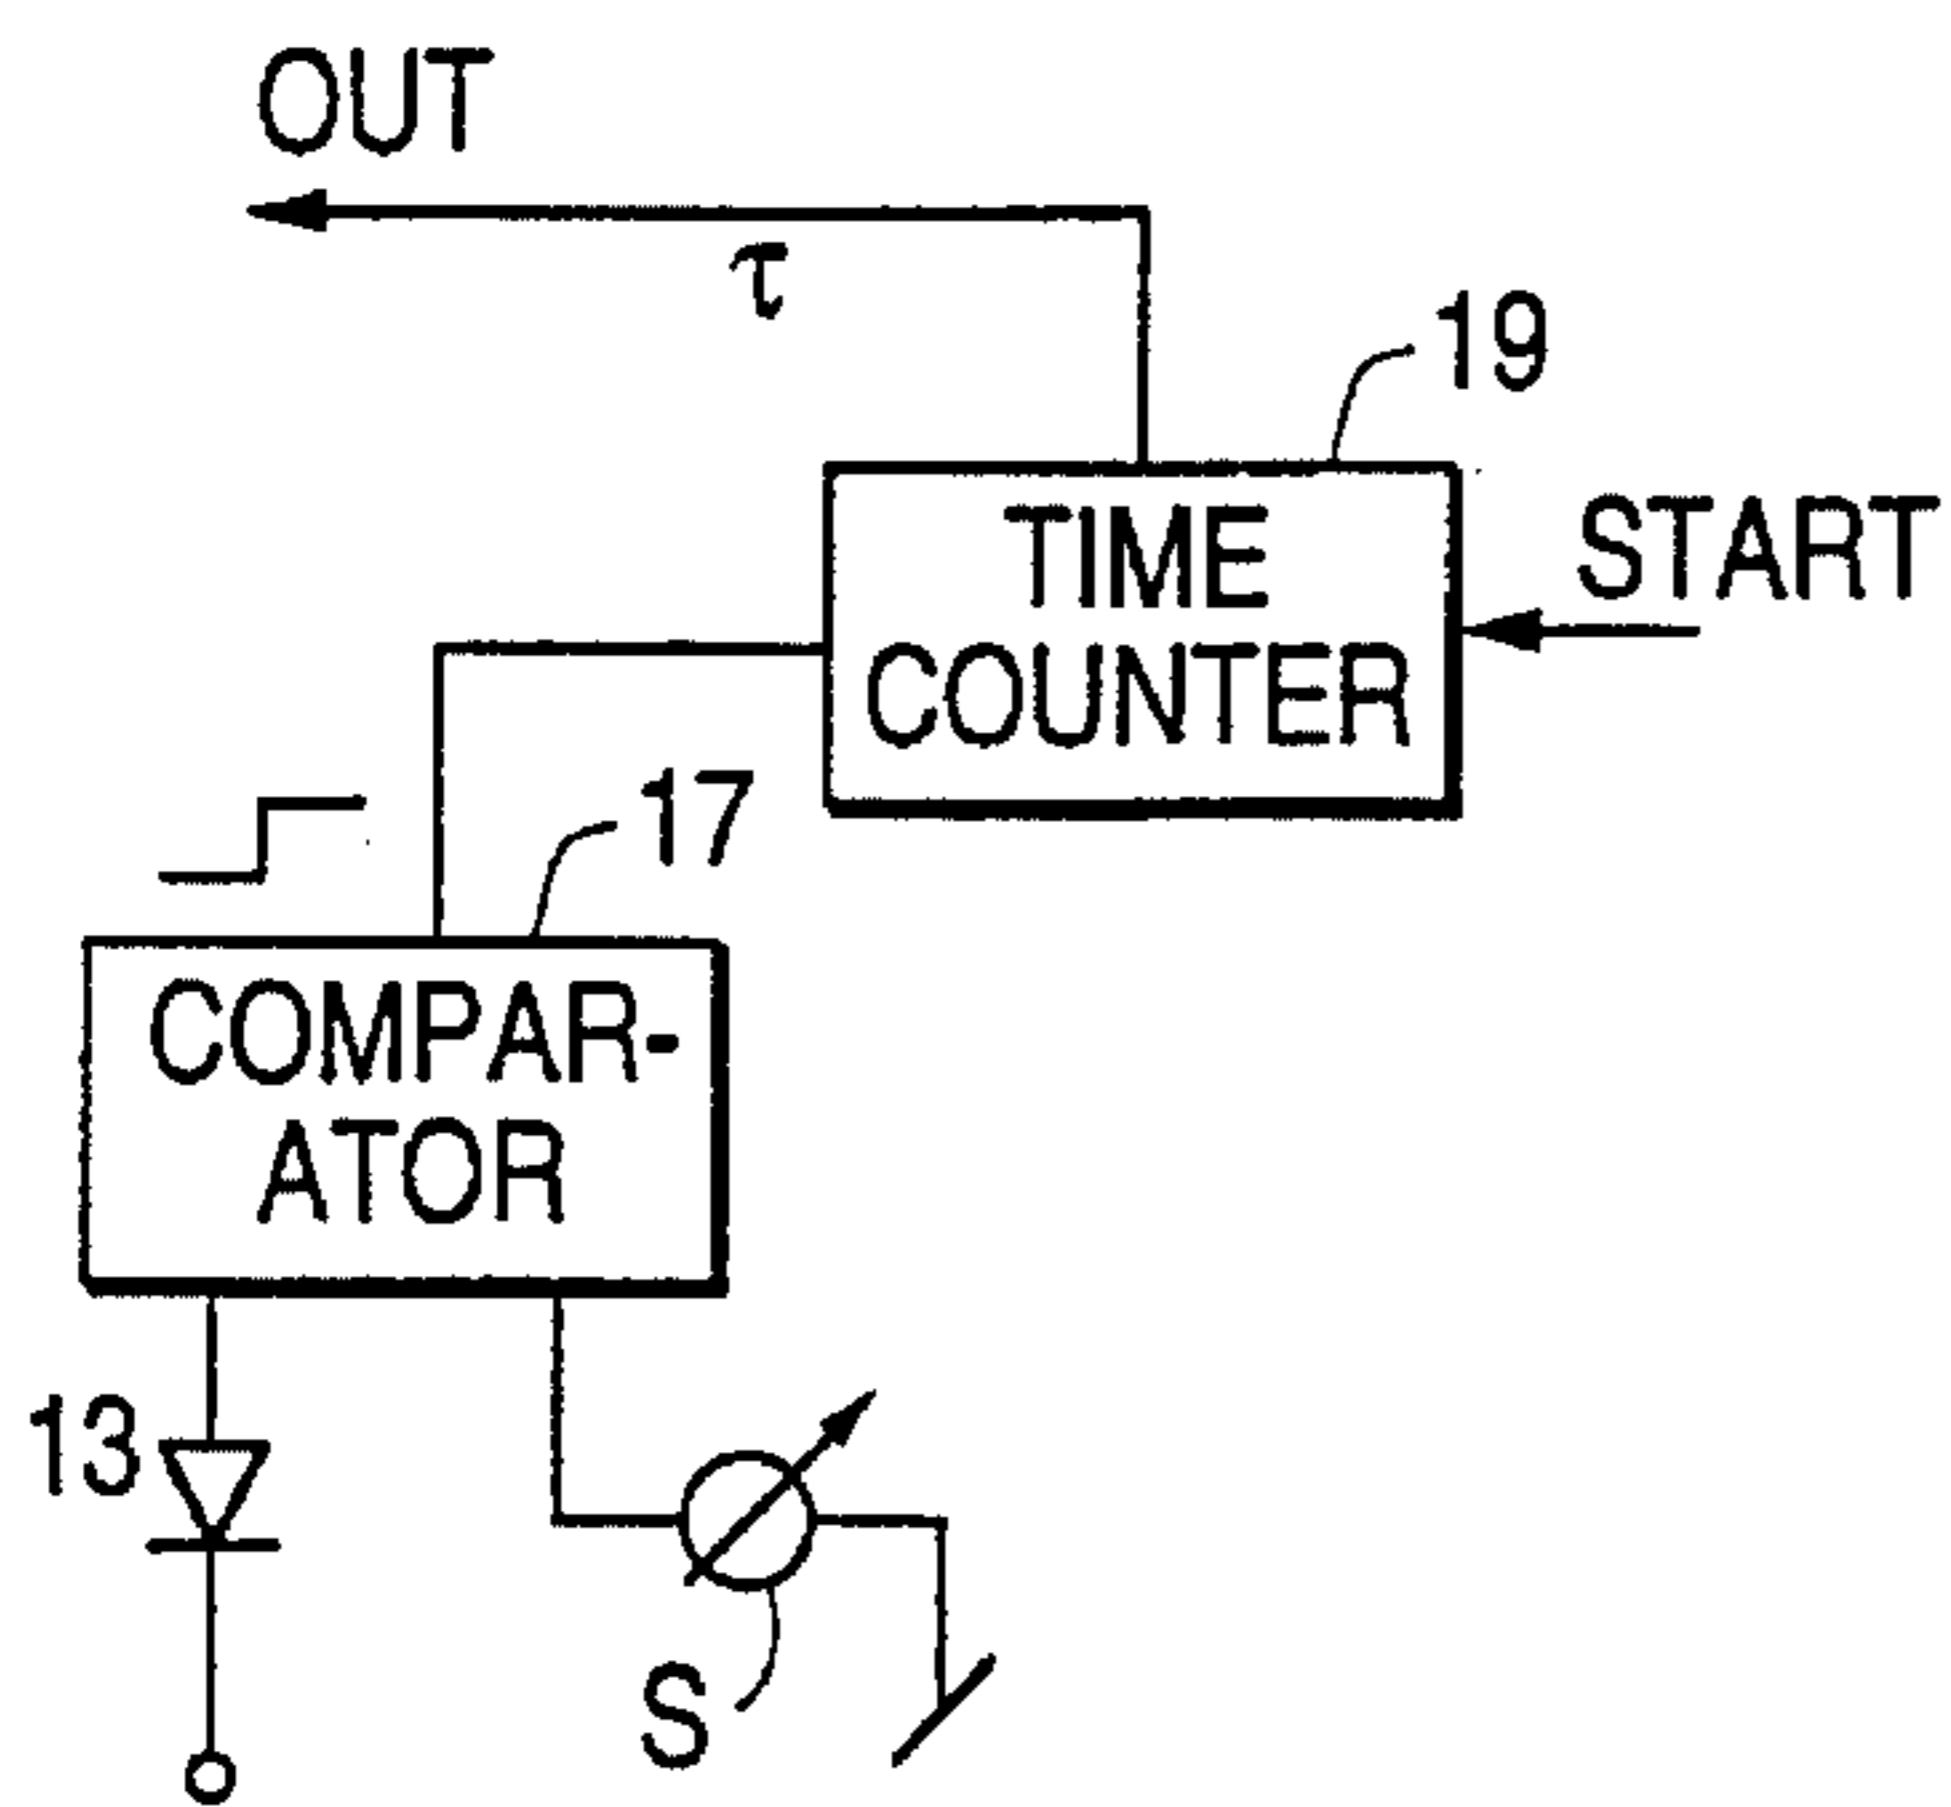 OUT
τ
19
START
TIME
COUNTER
17
COMPAR-
ATOR
13
S